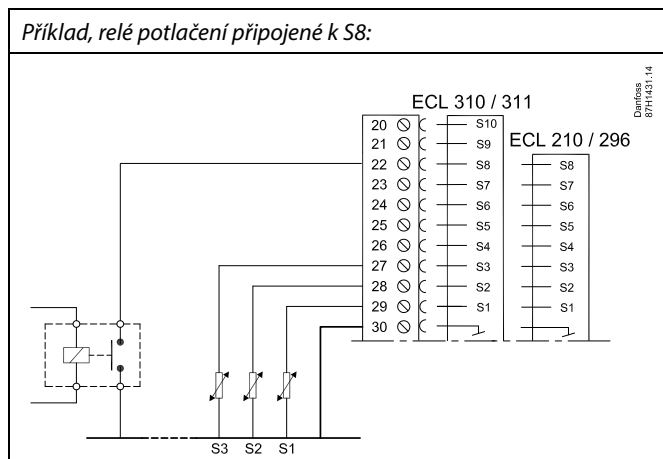 Příklad, relé potlačení připojené k S8:
Danfoss
87H1431.14
ECL 310 / 311
ECL 210 / 296
20 S10
21 S9
22 S8 S8
23 S7 S7
24 S6 S6
25 S5 S5
26 S4 S4
27 S3 S3
28 S2 S2
29 S1 S1
30
S3 S2 S1